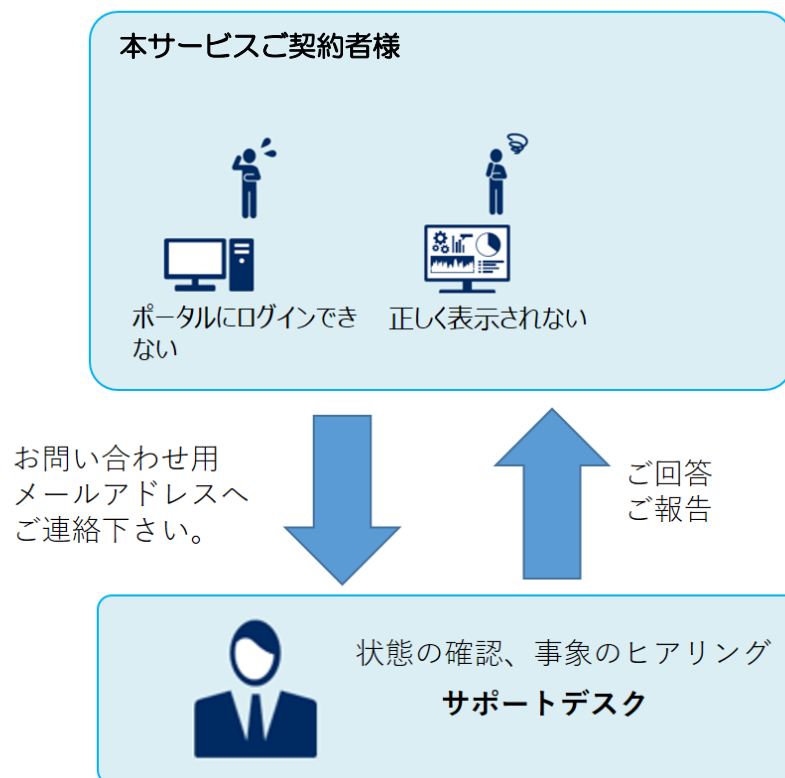 本サービスご契約者様
ポータルにログインでき
ない
正しく表示されない
お問い合わせ用
メールアドレスへ
ご連絡下さい。
ご回答
ご報告
状態の確認、事象のヒアリング
サポートデスク